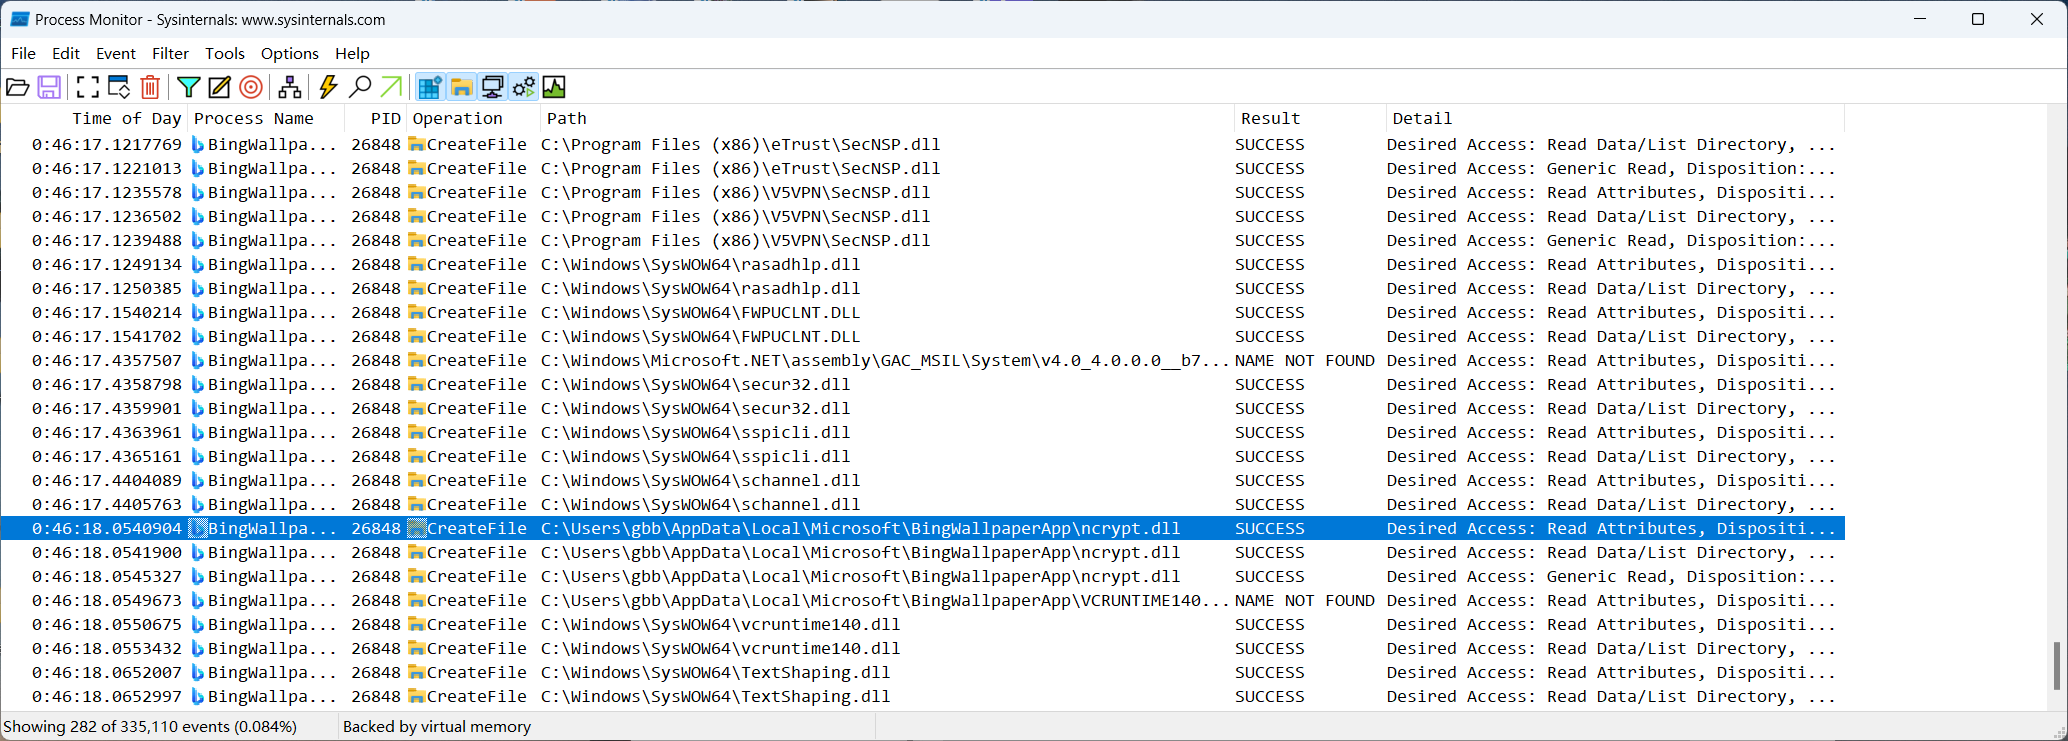 Process Monitor - Sysinternals: www.sysinternals.com
File Edit Event Filter Tools Options Help
Time of Day Process Name PID Operation Path Result Detail
0:46:17.1217769 BingWallpa... 26848 CreateFile C:\Program Files (x86)\eTrust\SecNSP.dll SUCCESS Desired Access: Read Data/List Directory, ...
0:46:17.1221013 BingWallpa... 26848 CreateFile C:\Program Files (x86)\eTrust\SecNSP.dll SUCCESS Desired Access: Generic Read, Disposition:...
0:46:17.1235578 BingWallpa... 26848 CreateFile C:\Program Files (x86)\V5VPN\SecNSP.dll SUCCESS Desired Access: Read Attributes, Dispositi...
0:46:17.1236502 BingWallpa... 26848 CreateFile C:\Program Files (x86)\V5VPN\SecNSP.dll SUCCESS Desired Access: Read Data/List Directory, ...
0:46:17.1239488 BingWallpa... 26848 CreateFile C:\Program Files (x86)\V5VPN\SecNSP.dll SUCCESS Desired Access: Generic Read, Disposition:...
0:46:17.1249134 BingWallpa... 26848 CreateFile C:\Windows\SysWOW64\rasadhlp.dll SUCCESS Desired Access: Read Attributes, Dispositi...
0:46:17.1250385 BingWallpa... 26848 CreateFile C:\Windows\SysWOW64\rasadhlp.dll SUCCESS Desired Access: Read Data/List Directory, ...
0:46:17.1540214 BingWallpa... 26848 CreateFile C:\Windows\SysWOW64\FWPUCLNT.DLL SUCCESS Desired Access: Read Attributes, Dispositi...
0:46:17.1541702 BingWallpa... 26848 CreateFile C:\Windows\SysWOW64\FWPUCLNT.DLL SUCCESS Desired Access: Read Data/List Directory, ...
0:46:17.4357507 BingWallpa... 26848 CreateFile C:\Windows\Microsoft.NET\assembly\GAC_MSIL\System\v4.0_4.0.0.0__b7... NAME NOT FOUND Desired Access: Read Attributes, Dispositi...
0:46:17.4358798 BingWallpa... 26848 CreateFile C:\Windows\SysWOW64\secur32.dll SUCCESS Desired Access: Read Attributes, Dispositi...
0:46:17.4359901 BingWallpa... 26848 CreateFile C:\Windows\SysWOW64\secur32.dll SUCCESS Desired Access: Read Data/List Directory, ...
0:46:17.4363961 BingWallpa... 26848 CreateFile C:\Windows\SysWOW64\sspicli.dll SUCCESS Desired Access: Read Attributes, Dispositi...
0:46:17.4365161 BingWallpa... 26848 CreateFile C:\Windows\SysWOW64\sspicli.dll SUCCESS Desired Access: Read Data/List Directory, ...
0:46:17.4404089 BingWallpa... 26848 CreateFile C:\Windows\SysWOW64\schannel.dll SUCCESS Desired Access: Read Attributes, Dispositi...
0:46:17.4405763 BingWallpa... 26848 CreateFile C:\Windows\SysWOW64\schannel.dll SUCCESS Desired Access: Read Data/List Directory, ...
0:46:18.0540904 BingWallpa... 26848 CreateFile C:\Users\gbb\AppData\Local\Microsoft\BingWallpaperApp\ncrypt.dll SUCCESS Desired Access: Read Attributes, Dispositi...
0:46:18.0541900 BingWallpa... 26848 CreateFile C:\Users\gbb\AppData\Local\Microsoft\BingWallpaperApp\ncrypt.dll SUCCESS Desired Access: Read Data/List Directory, ...
0:46:18.0545327 BingWallpa... 26848 CreateFile C:\Users\gbb\AppData\Local\Microsoft\BingWallpaperApp\ncrypt.dll SUCCESS Desired Access: Generic Read, Disposition:...
0:46:18.0549673 BingWallpa... 26848 CreateFile C:\Users\gbb\AppData\Local\Microsoft\BingWallpaperApp\VCRUNTIME140... NAME NOT FOUND Desired Access: Read Attributes, Dispositi...
0:46:18.0550675 BingWallpa... 26848 CreateFile C:\Windows\SysWOW64\vcruntime140.dll SUCCESS Desired Access: Read Attributes, Dispositi...
0:46:18.0553432 BingWallpa... 26848 CreateFile C:\Windows\SysWOW64\vcruntime140.dll SUCCESS Desired Access: Read Data/List Directory, ...
0:46:18.0652007 BingWallpa... 26848 CreateFile C:\Windows\SysWOW64\TextShaping.dll SUCCESS Desired Access: Read Attributes, Dispositi...
0:46:18.0652997 BingWallpa... 26848 CreateFile C:\Windows\SysWOW64\TextShaping.dll SUCCESS Desired Access: Read Data/List Directory, ...
Showing 282 of 335,110 events (0.084%) Backed by virtual memory